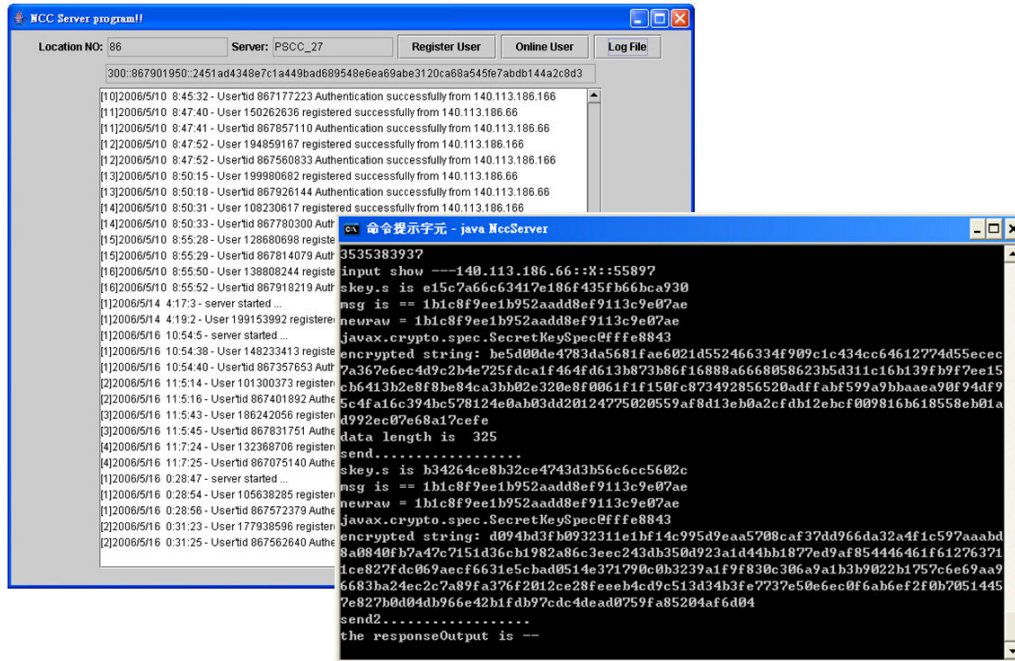 NCC Server program!!
Location NO: 86 Server: PSCC_27 Register User Online User Log File
300::867901950::2451ad4348e7c1a449bad689548e6ea69abe3120ca68a545fe7abdb144a2c8d3
[10]2006/5/10 8:45:32 - User'tid 867177223 Authentication successfully from 140.113.186.166
[11]2006/5/10 8:47:40 - User 150262636 registered successfully from 140.113.186.66
[11]2006/5/10 8:47:41 - User'tid 867857110 Authentication successfully from 140.113.186.66
[12]2006/5/10 8:47:52 - User 194859167 registered successfully from 140.113.186.166
[12]2006/5/10 8:47:52 - User'tid 867560833 Authentication successfully from 140.113.186.166
[13]2006/5/10 8:50:15 - User 199980682 registered successfully from 140.113.186.66
[13]2006/5/10 8:50:18 - User'tid 867926144 Authentication successfully from 140.113.186.66
[14]2006/5/10 8:50:31 - User 108230617 registered successfully from 140.113.186.166
[14]2006/5/10 8:50:33 - User'tid 867780300 Auth
[15]2006/5/10 8:55:28 - User 128680698 registe
[15]2006/5/10 8:55:29 - User'tid 867814079 Auth
[16]2006/5/10 8:55:50 - User 138808244 registe
[16]2006/5/10 8:55:52 - User'tid 867918219 Auth
[1]2006/5/14 4:17:3 - server started ...
[1]2006/5/14 4:19:2 - User 199153992 registere
[1]2006/5/16 10:54:5 - server started ...
[1]2006/5/16 10:54:38 - User 148233413 registe
[1]2006/5/16 10:54:40 - User'tid 867357653 Auth
[2]2006/5/16 11:5:14 - User 101300373 register
[2]2006/5/16 11:5:16 - User'tid 867401892 Authe
[3]2006/5/16 11:5:43 - User 186242056 register
[3]2006/5/16 11:5:45 - User'tid 867831751 Authe
[4]2006/5/16 11:7:24 - User 132368706 register
[4]2006/5/16 11:7:25 - User'tid 867075140 Authe
[1]2006/5/16 0:28:47 - server started ...
[1]2006/5/16 0:28:54 - User 105638285 register
[1]2006/5/16 0:28:56 - User'tid 867572379 Authe
[2]2006/5/16 0:31:23 - User 177938596 register
[2]2006/5/16 0:31:25 - User'tid 867562640 Authe
命令提示字元 - java NccServer
3535383937
input show ---140.113.186.66::X::55897
skey.s is e15c7a66c63417e186f435fb66bca930
msg is == 1b1c8f9ee1b952aadd8ef9113c9e07ae
newraw = 1b1c8f9ee1b952aadd8ef9113c9e07ae
javax.crypto.spec.SecretKeySpec@fffe8843
encrypted string: be5d00de4783da5681fae6021d552466334f909c1c434cc64612774d55ecec
7a367e6ec4d9c2b4e725fdca1f464fd613b873b86f16888a6668058623b5d311c16b139fb9f7ee15
cb6413b2e8f8be84ca3bb02e320e8f0061f1f150fc873492856520adffabf599a9bbaaea90f94df9
5c4fa16c394bc578124e0ab03dd20124775020559af8d13eb0a2cfdb12ebcf009816b618558eb01a
d992ec07e68a17cefe
data length is 325
send..................
skey.s is b34264ce8b32ce4743d3b56c6cc5602c
msg is == 1b1c8f9ee1b952aadd8ef9113c9e07ae
newraw = 1b1c8f9ee1b952aadd8ef9113c9e07ae
javax.crypto.spec.SecretKeySpec@fffe8843
encrypted string: d094bd3fb0932311e1bf14c995d9eaa5708caf37dd966da32a4f1c597aaabd
8a0840fb7a47c7151d36cb1982a86c3eec243db350d923a1d44bb1877ed9af854446461f61276371
1ce827fdc069aecf6631e5cbad0514e371790c0b3239a1f9f830c306a9a1b3b9022b1757c6e69aa9
6683ba24ec2c7a89fa376f2012ce28feeeb4cd9c513d34b3fe7737e50e6ec0f6ab6ef2f0b7051445
7e827b0d04db966e42b1fdb97cdc4dead0759fa85204af6d04
send2..................
the responseOutput is --